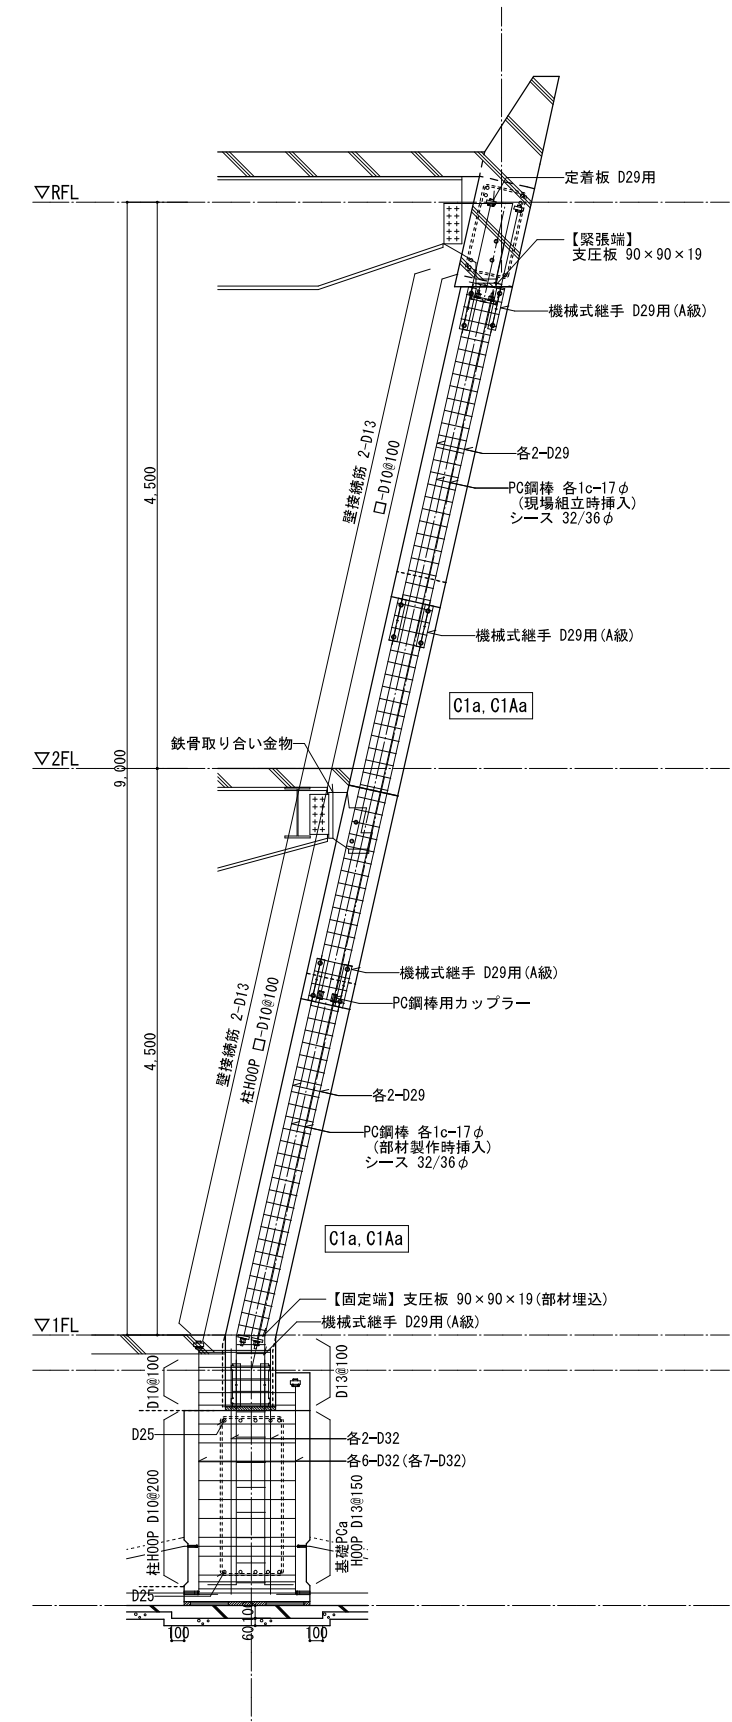 ▽RFL
定着板 D29用
【緊張端】
支圧板 90×90×19
機械式継手 D29用(A級)
各2-D29
PC鋼棒 各1c-17φ
(現場組立時挿入)
シース 32/36φ
4,500
壁接続筋 2-D13
□-D10@100
機械式継手 D29用(A級)
C1a, C1Aa
鉄骨取り合い金物
▽2FL
9,000
機械式継手 D29用(A級)
PC鋼棒用カップラー
4,500
壁接続筋 2-D13
柱HOOP □-D10@100
各2-D29
PC鋼棒 各1c-17φ
(部材製作時挿入)
シース 32/36φ
C1a, C1Aa
【固定端】支圧板 90×90×19(部材埋込)
▽1FL
機械式継手 D29用(A級)
D10@100
D13@100
D25
各2-D32
各6-D32(各7-D32)
柱HOOP D10@200
基礎PCa
HOOP D13@150
D25
100
60
100
100